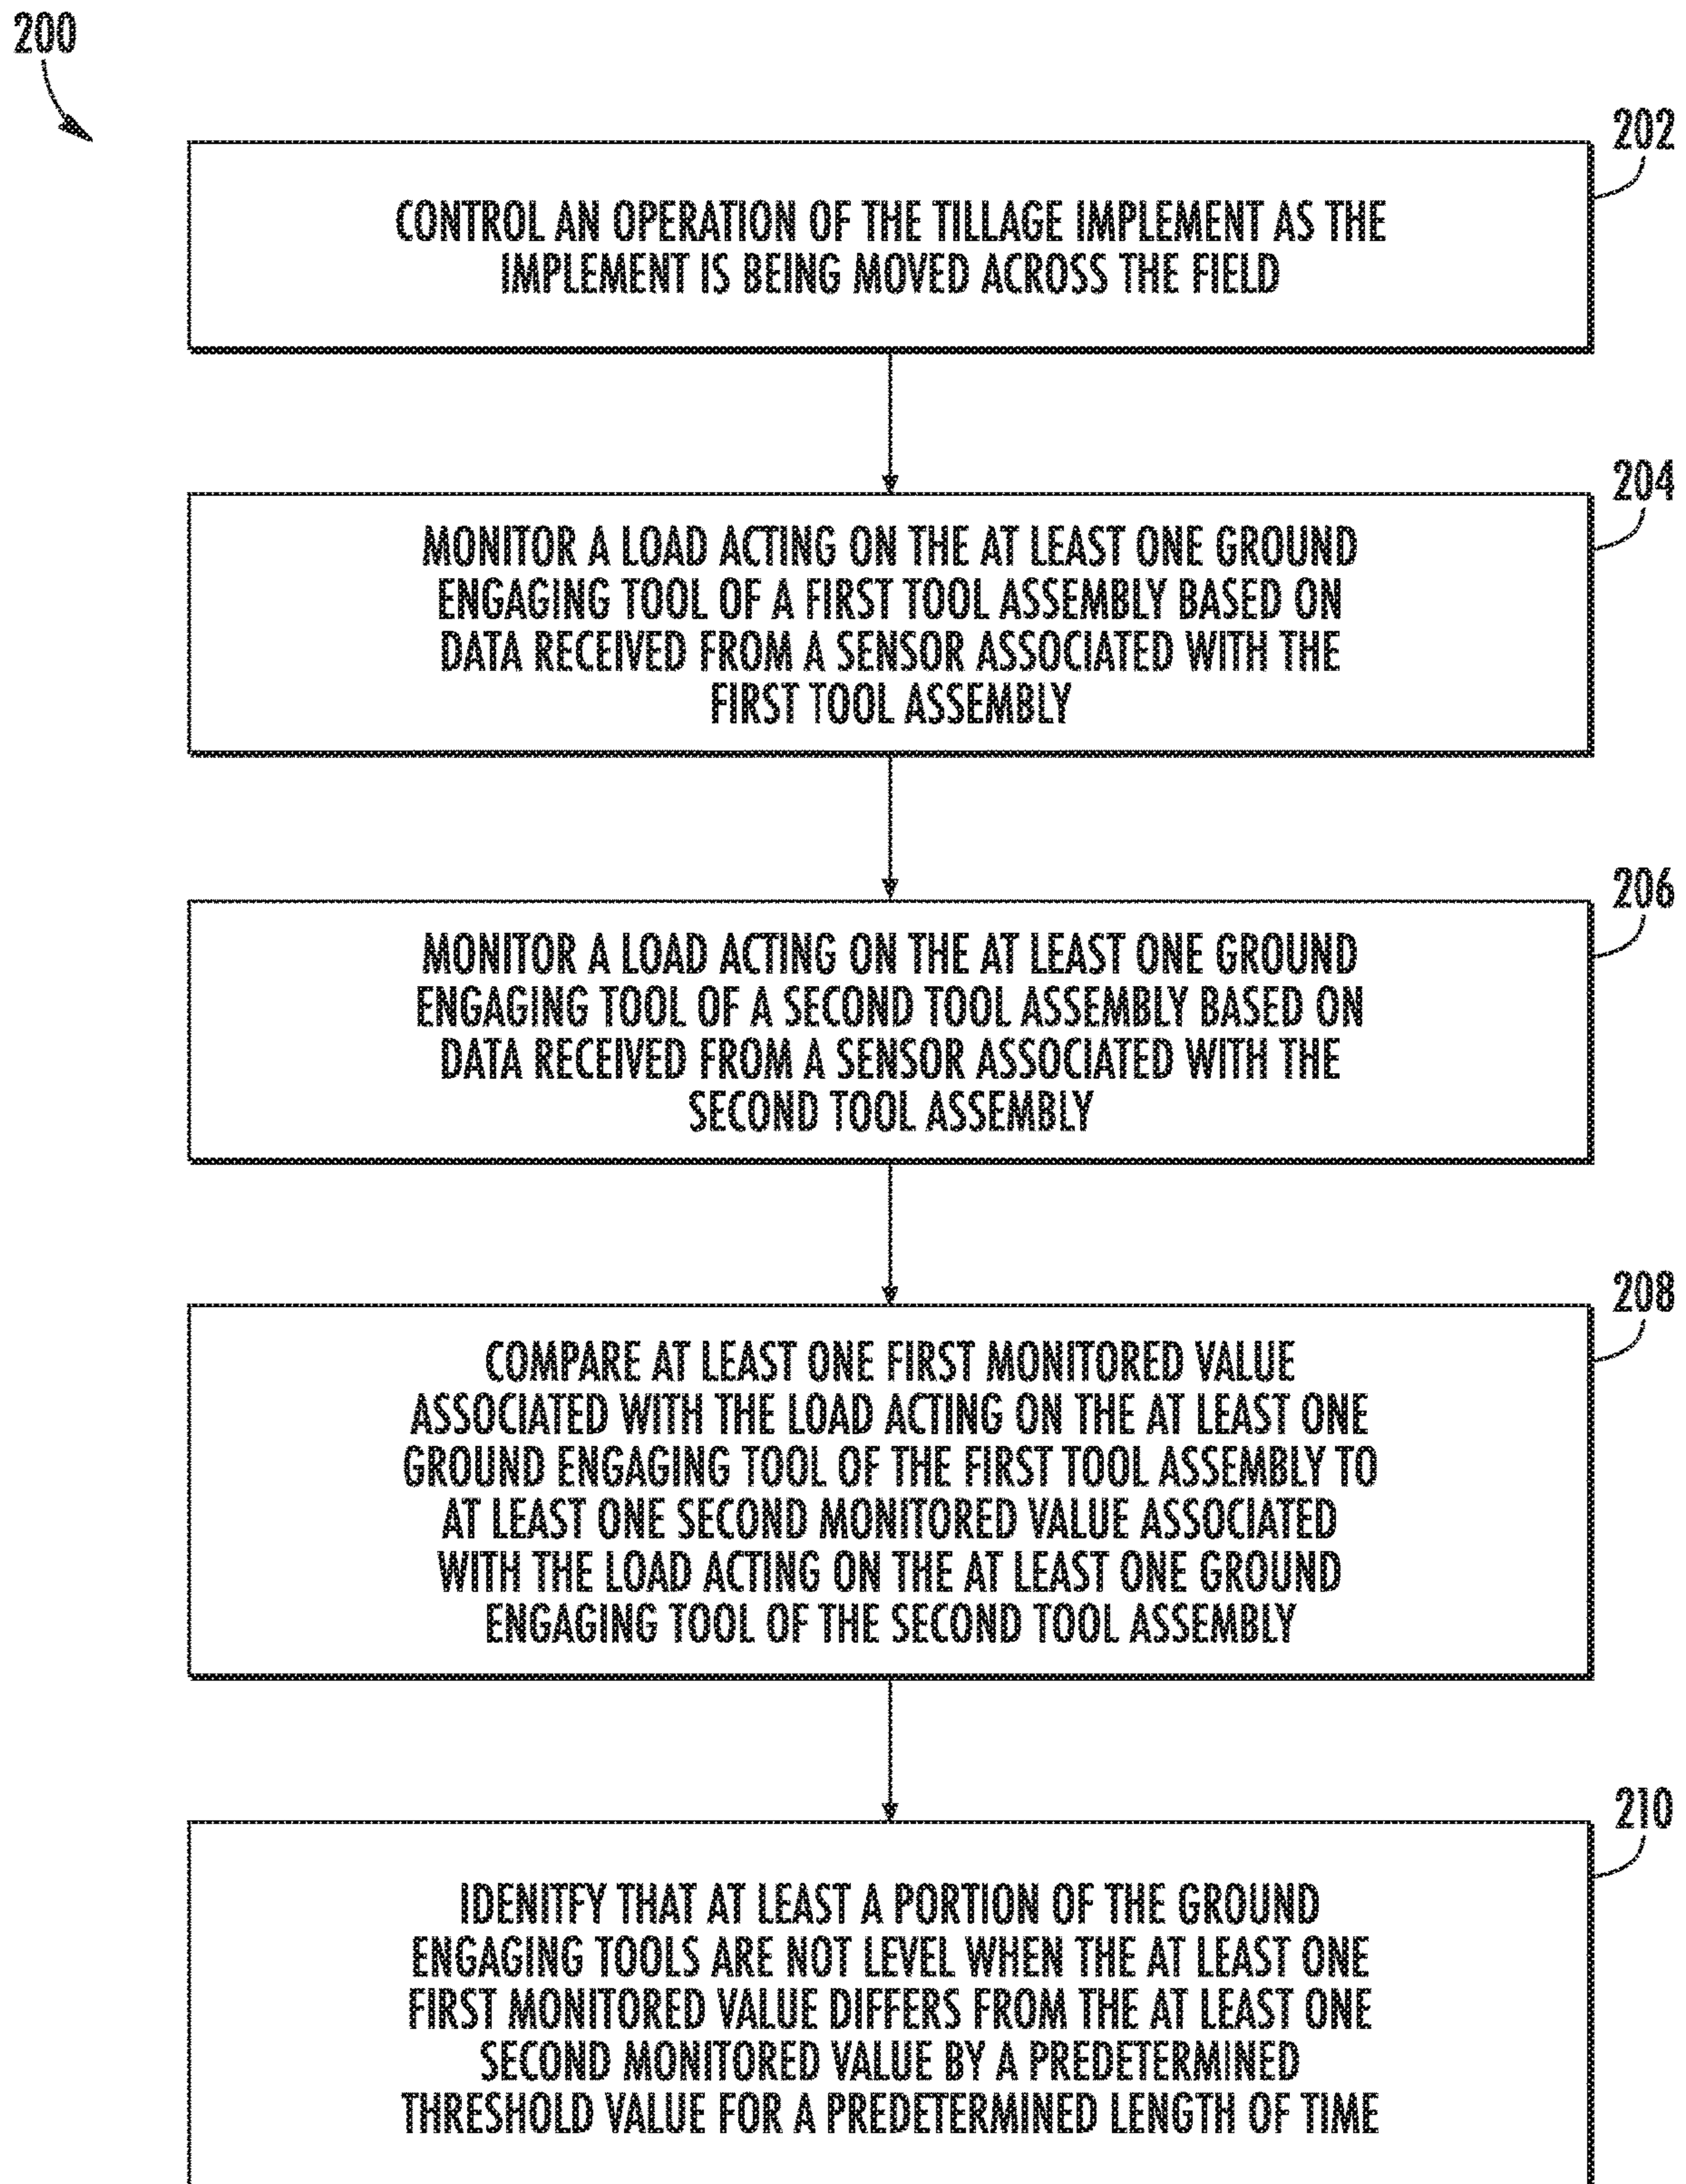 200
202
CONTROL AN OPERATION OF THE TILLAGE IMPLEMENT AS THE
IMPLEMENT IS BEING MOVED ACROSS THE FIELD
204
MONITOR A LOAD ACTING ON THE AT LEAST ONE GROUND
ENGAGING TOOL OF A FIRST TOOL ASSEMBLY BASED ON
DATA RECEIVED FROM A SENSOR ASSOCIATED WITH THE
FIRST TOOL ASSEMBLY
206
MONITOR A LOAD ACTING ON THE AT LEAST ONE GROUND
ENGAGING TOOL OF A SECOND TOOL ASSEMBLY BASED ON
DATA RECEIVED FROM A SENSOR ASSOCIATED WITH THE
SECOND TOOL ASSEMBLY
208
COMPARE AT LEAST ONE FIRST MONITORED VALUE
ASSOCIATED WITH THE LOAD ACTING ON THE AT LEAST ONE
GROUND ENGAGING TOOL OF THE FIRST TOOL ASSEMBLY TO
AT LEAST ONE SECOND MONITORED VALUE ASSOCIATED
WITH THE LOAD ACTING ON THE AT LEAST ONE GROUND
ENGAGING TOOL OF THE SECOND TOOL ASSEMBLY
210
IDENITFY THAT AT LEAST A PORTION OF THE GROUND
ENGAGING TOOLS ARE NOT LEVEL WHEN THE AT LEAST ONE
FIRST MONITORED VALUE DIFFERS FROM THE AT LEAST ONE
SECOND MONITORED VALUE BY A PREDETERMINED
THRESHOLD VALUE FOR A PREDETERMINED LENGTH OF TIME